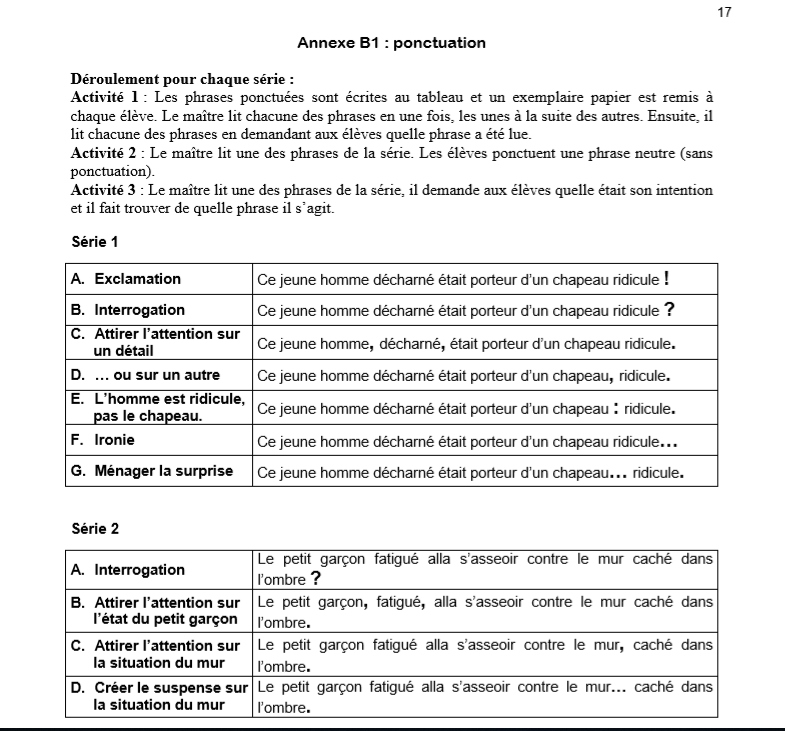 17
Annexe B1 : ponctuation
Déroulement pour chaque série :
Activité 1 : Les phrases ponctuées sont écrites au tableau et un exemplaire papier est remis à
chaque élève. Le maître lit chacune des phrases en une fois, les unes à la suite des autres. Ensuite, il
lit chacune des phrases en demandant aux élèves quelle phrase a été lue.
Activité 2 : Le maître lit une des phrases de la série. Les élèves ponctuent une phrase neutre (sans
ponctuation).
Activité 3 : Le maître lit une des phrases de la série, il demande aux élèves quelle était son intention
et il fait trouver de quelle phrase il s'agit.
Série 1
A. Exclamation Ce jeune homme décharné était porteur d'un chapeau ridicule !
B. Interrogation Ce jeune homme décharné était porteur d'un chapeau ridicule ?
C. Attirer l'attention sur
un détail
Ce jeune homme, décharné, était porteur d'un chapeau ridicule.
D. ... ou sur un autre Ce jeune homme décharné était porteur d'un chapeau, ridicule.
E. L'homme est ridicule,
pas le chapeau.
Ce jeune homme décharné était porteur d'un chapeau : ridicule.
F. Ironie Ce jeune homme décharné était porteur d'un chapeau ridicule...
G. Ménager la surprise Ce jeune homme décharné était porteur d'un chapeau... ridicule.
Série 2
A. Interrogation
Le petit garçon fatigué alla s'asseoir contre le mur caché dans
l'ombre ?
B. Attirer l'attention sur
l'état du petit garçon
Le petit garçon, fatigué, alla s'asseoir contre le mur caché dans
l'ombre.
C. Attirer l'attention sur
la situation du mur
Le petit garçon fatigué alla s'asseoir contre le mur, caché dans
l'ombre.
D. Créer le suspense sur
la situation du mur
Le petit garçon fatigué alla s'asseoir contre le mur... caché dans
l'ombre.